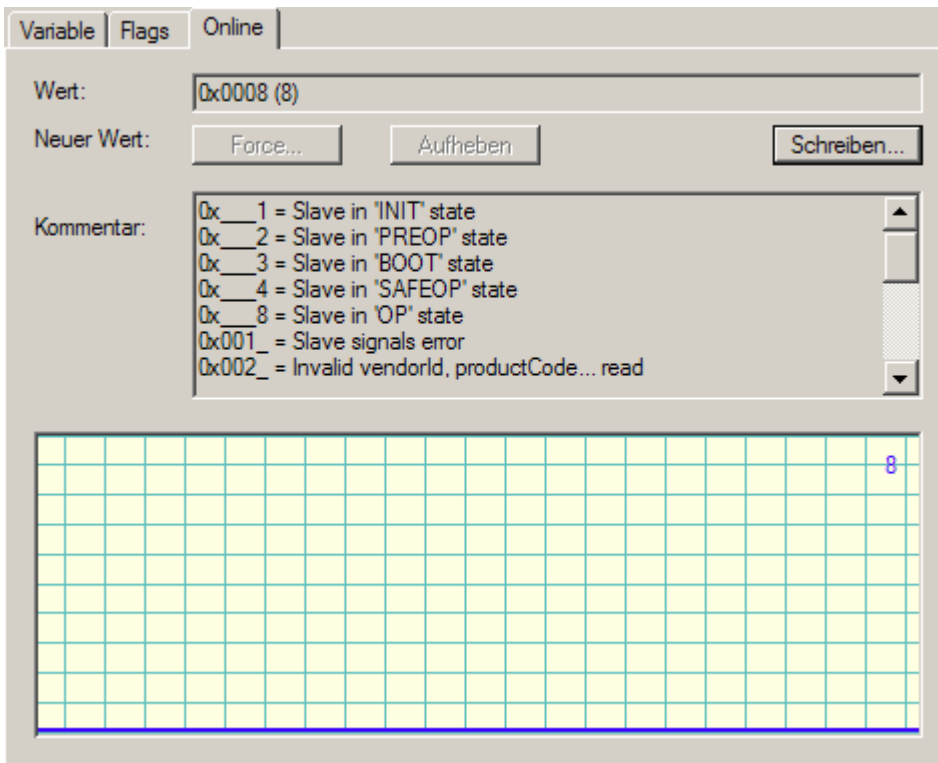 Variable Flags Online
Wert: 0x0008 (8)
Neuer Wert: Force... Aufheben Schreiben...
Kommentar:
0x___1 = Slave in 'INIT' state
0x___2 = Slave in 'PREOP' state
0x___3 = Slave in 'BOOT' state
0x___4 = Slave in 'SAFEOP' state
0x___8 = Slave in 'OP' state
0x001_ = Slave signals error
0x002_ = Invalid vendorId, productCode... read
8